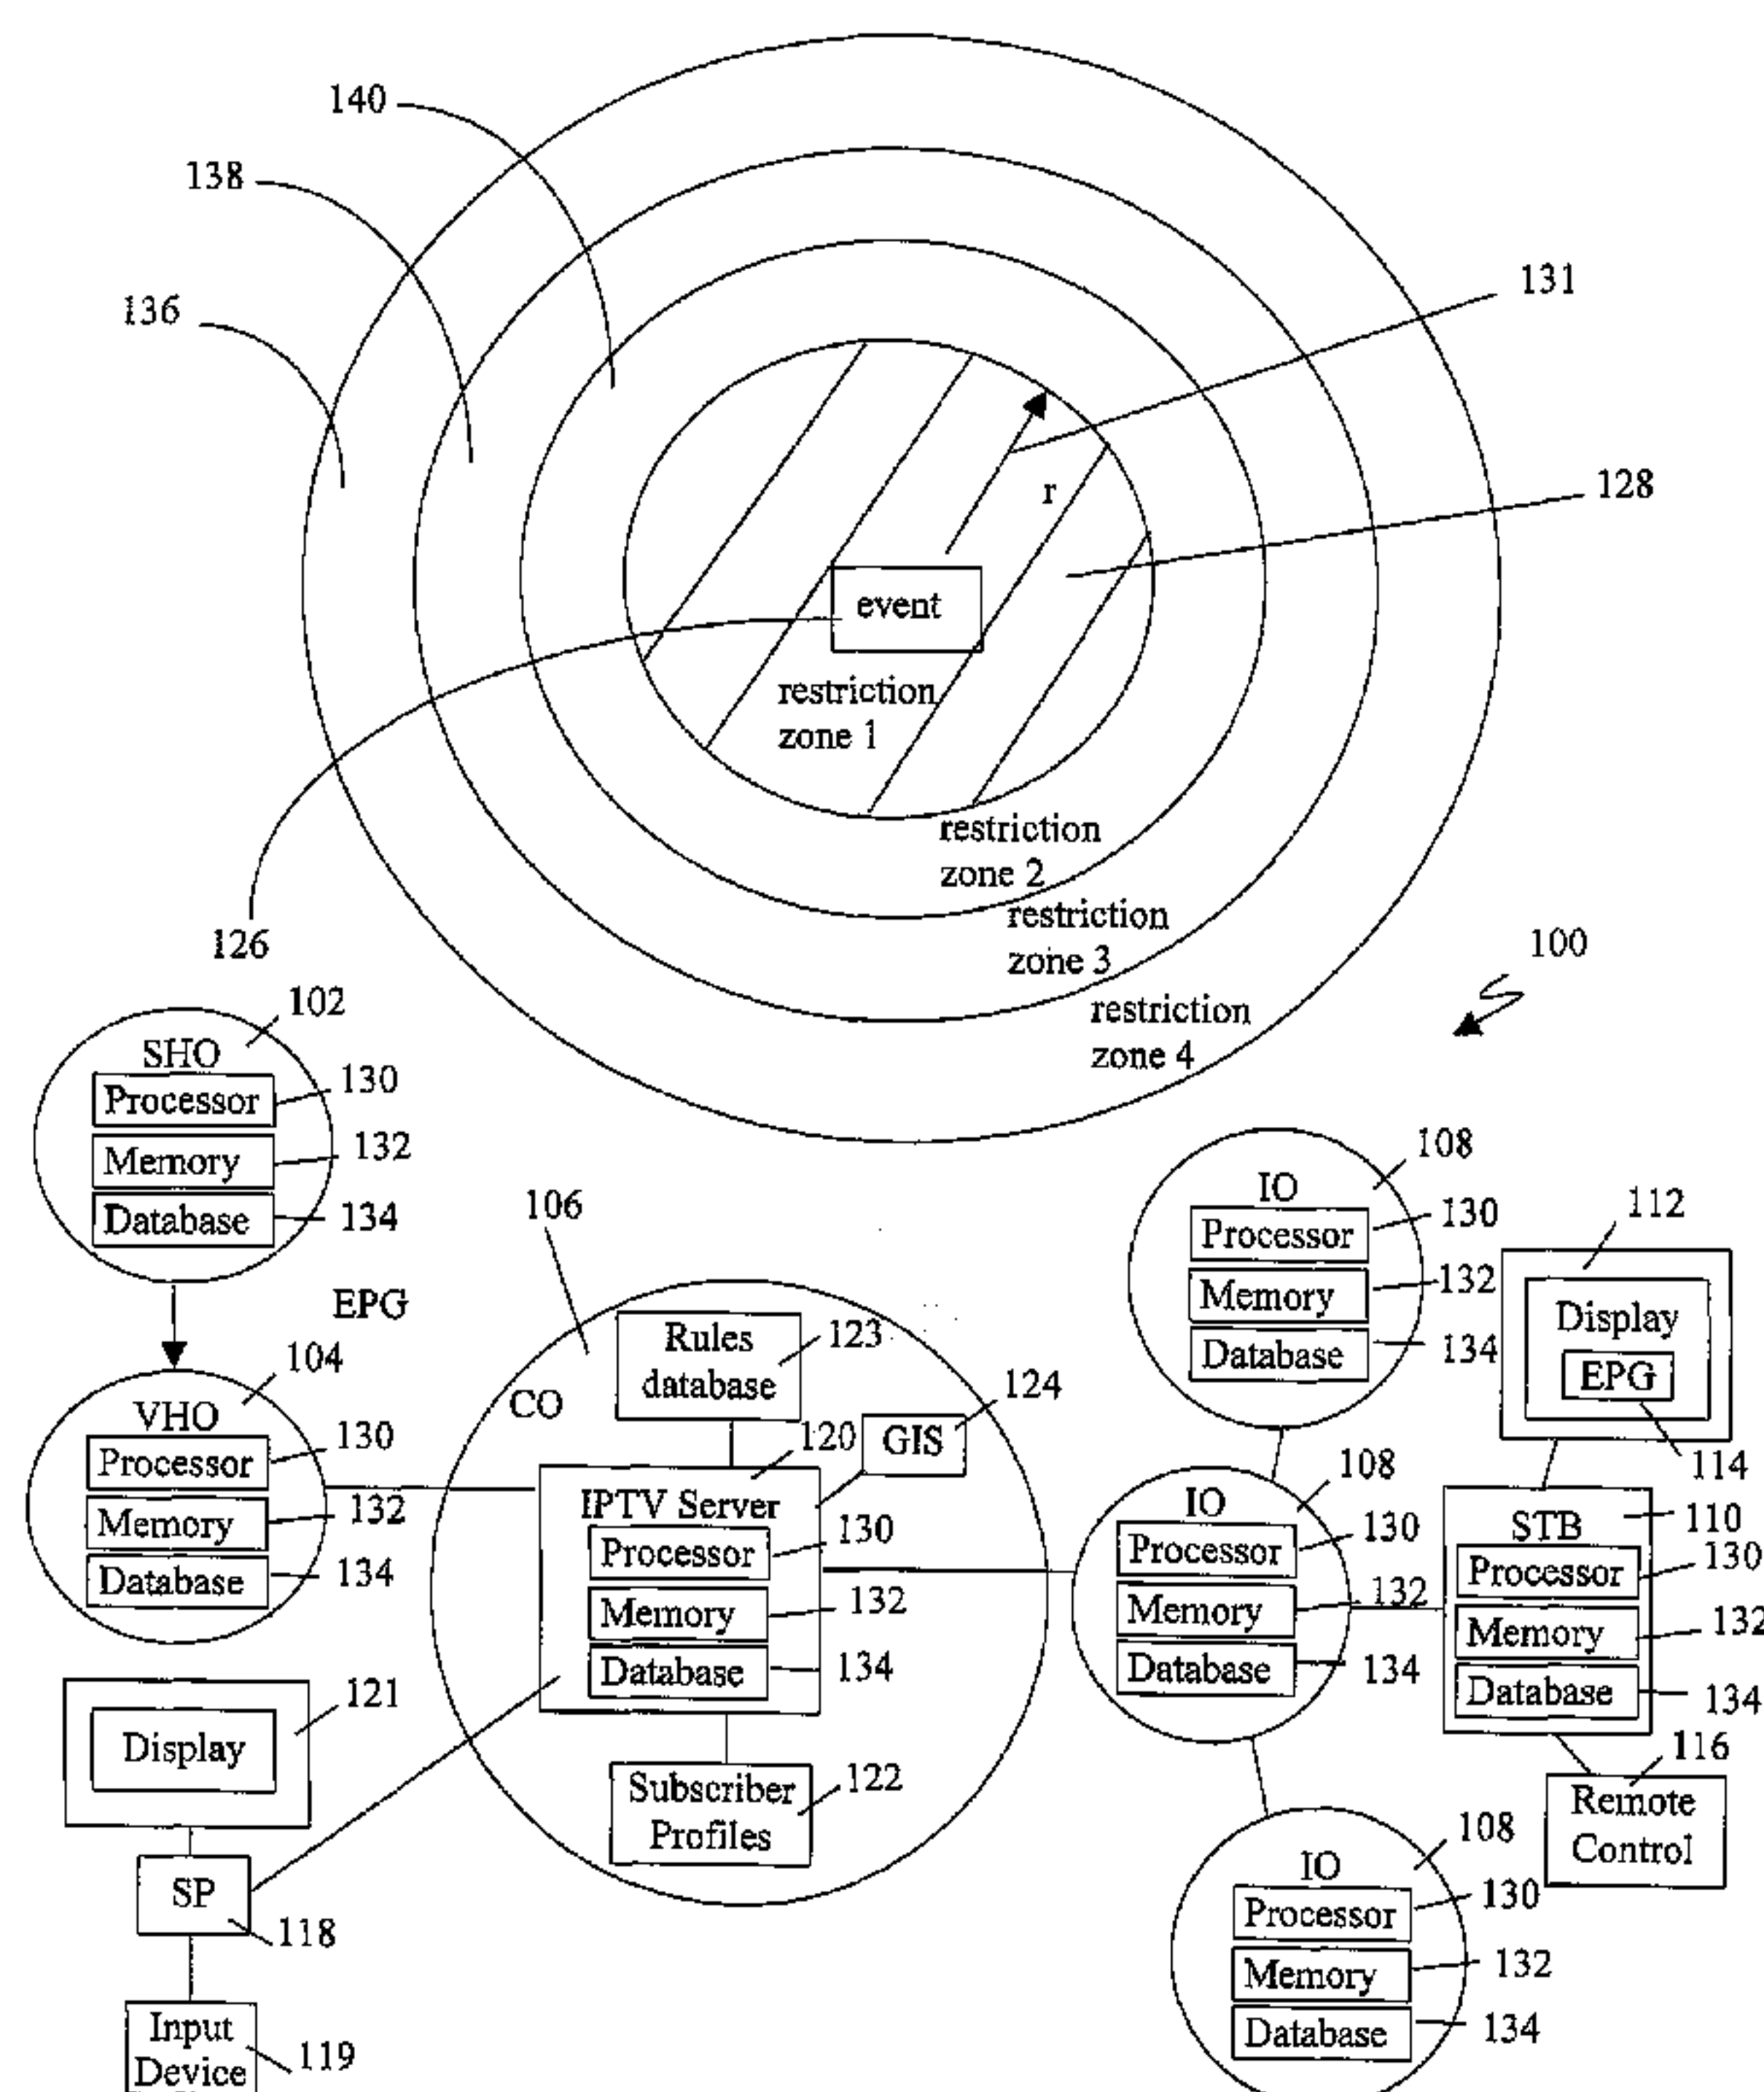 140
138
136
131
r
128
event
restriction
zone 1
restriction
zone 2
restriction
zone 3
restriction
zone 4
126
100
102
SHO
Processor
130
Memory
132
Database
134
EPG
104
VHO
Processor
130
Memory
132
Database
134
106
CO
Rules
database
123
GIS
124
120
IPTV Server
Processor
130
Memory
132
Database
134
Subscriber
Profiles
122
121
Display
SP
118
Input
Device
119
108
IO
Processor
130
Memory
132
Database
134
108
IO
Processor
130
Memory
132
Database
134
108
IO
Processor
130
Memory
132
Database
134
112
Display
EPG
114
STB
110
Processor
130
Memory
132
Database
134
116
Remote
Control